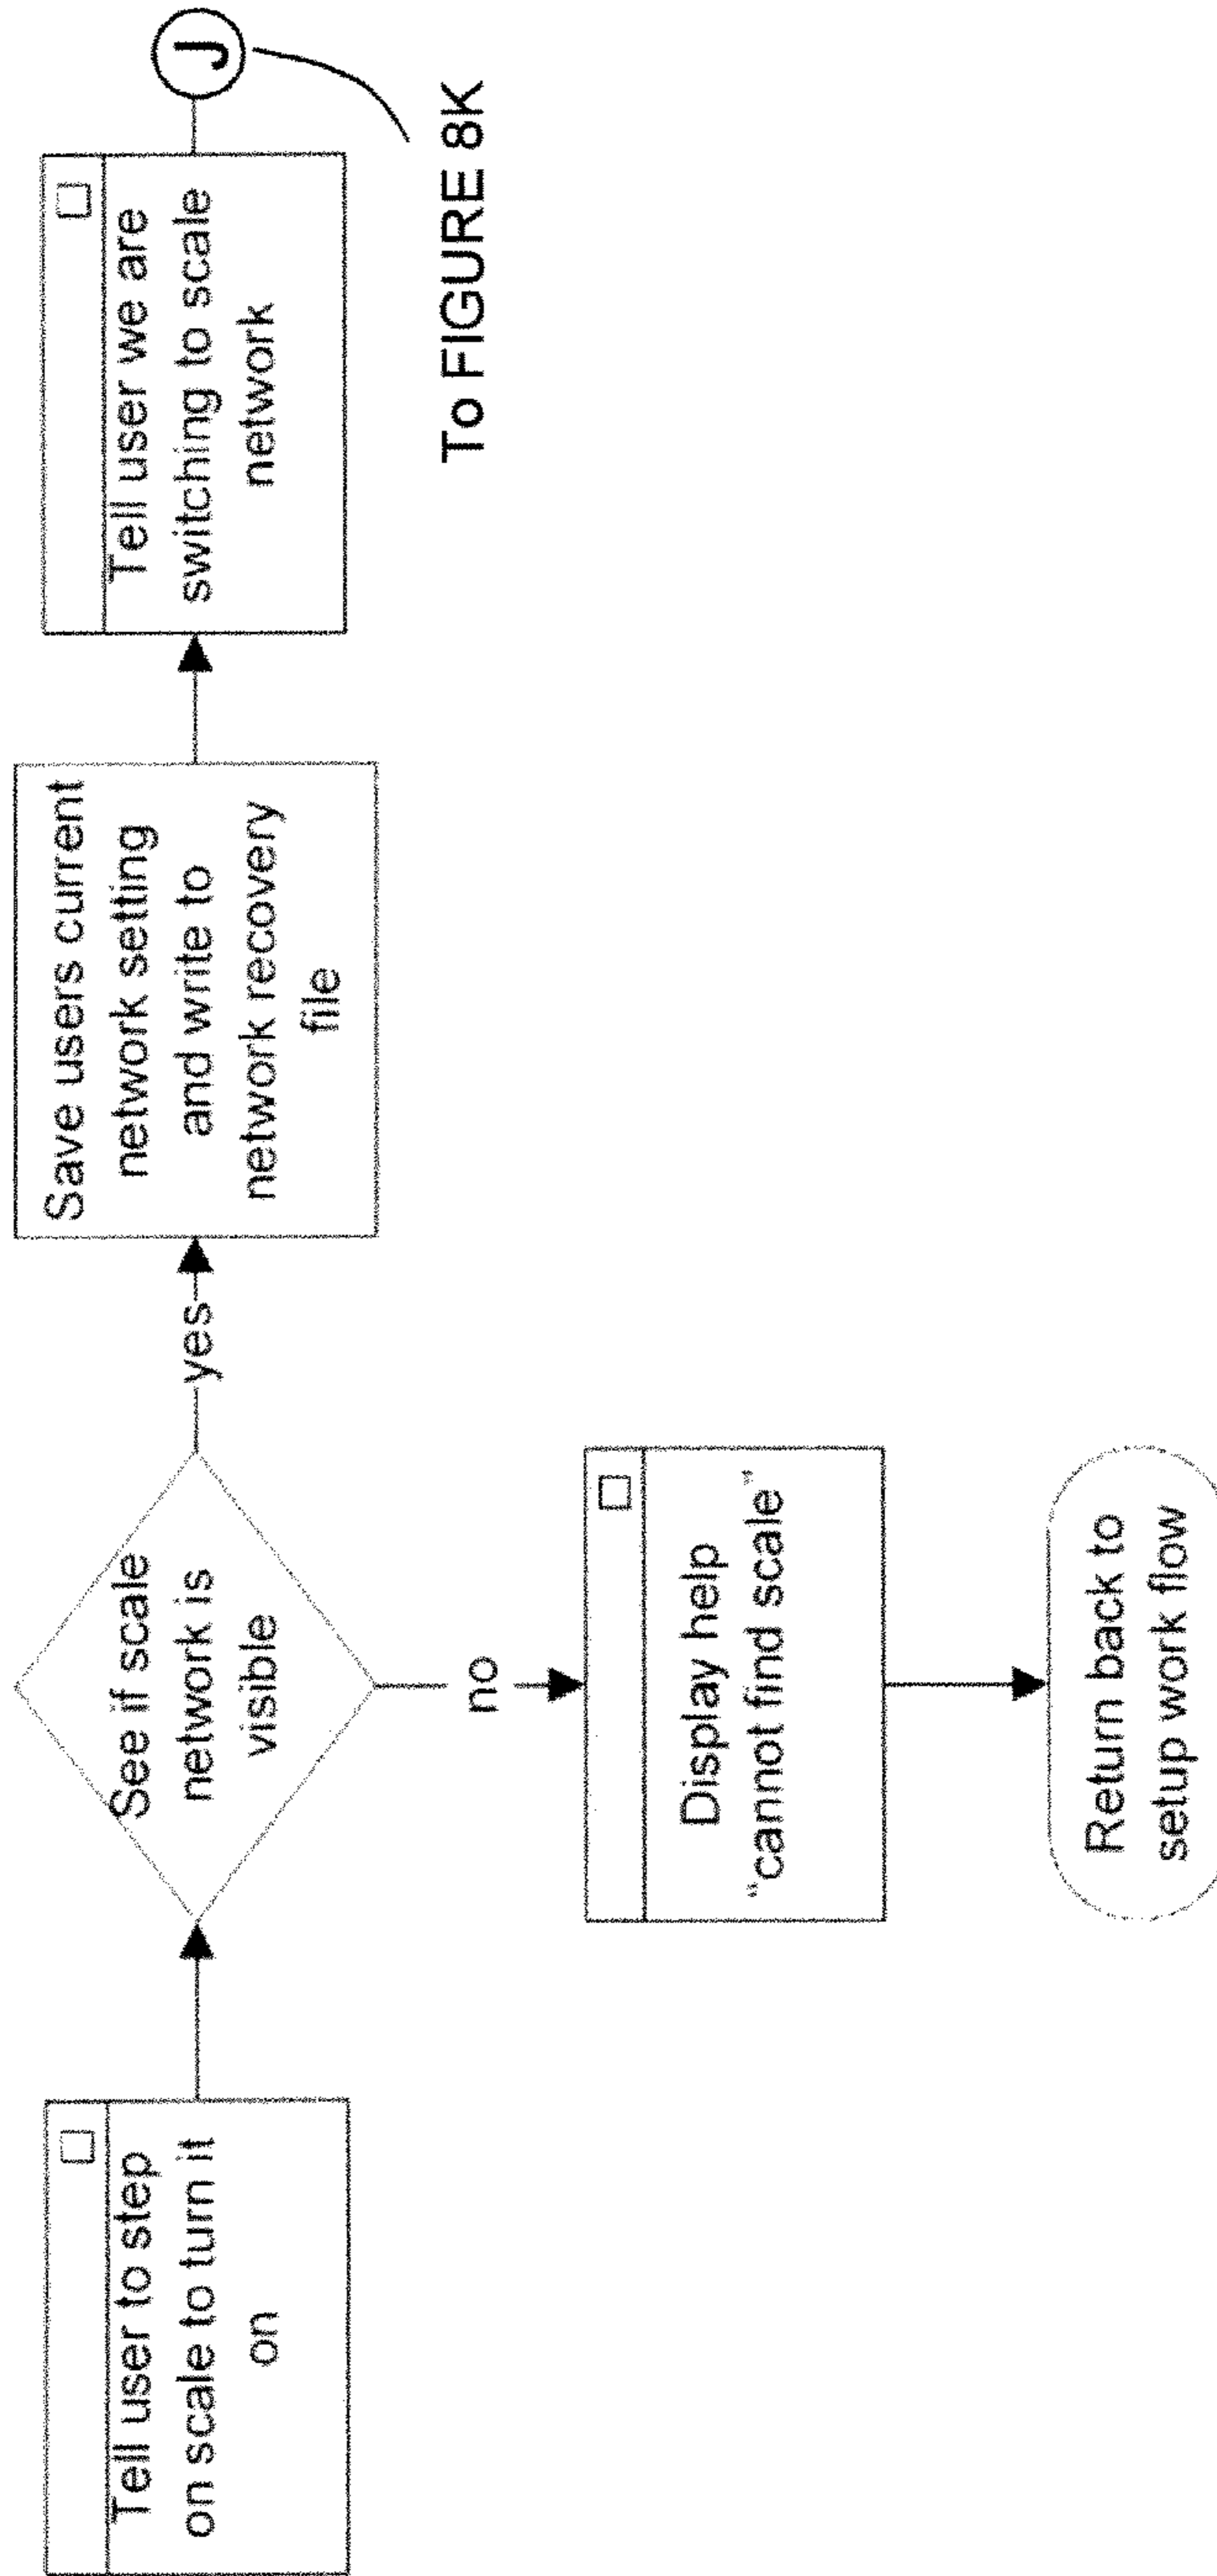 Tell user to step
on scale to turn it
on
See if scale
network is
visible
yes
Save users current
network setting
and write to
network recovery
file
Tell user we are
switching to scale
network
J
To FIGURE 8K
no
Display help
"cannot find scale"
Return back to
setup work flow